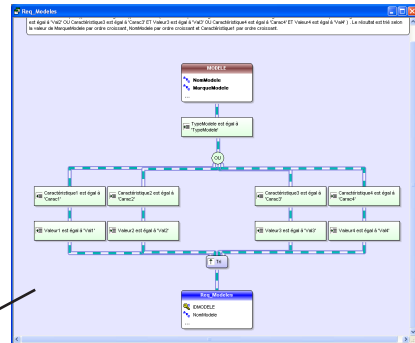 Req_Modeles
est égal à 'Val2' OU Caractéristique3 est égal à 'Carac3' ET Valeur3 est égal à 'Val3' OU Caractéristique4 est égal à 'Carac4' ET Valeur4 est égal à 'Val4' ) . Le résultat est trié selon
la valeur de MarqueModele par ordre croissant, NomModele par ordre croissant et Caractéristique1 par ordre croissant.
MODELE
NomModele
MarqueModele
...
TypeModele est égal à
'TypeModele'
OU
Caractéristique1 est égal à
'Carac1'
Caractéristique2 est égal à
'Carac2'
Caractéristique3 est égal à
'Carac3'
Caractéristique4 est égal à
'Carac4'
Valeur1 est égal à 'Val1'
Valeur2 est égal à 'Val2'
Valeur3 est égal à 'Val3'
Valeur4 est égal à 'Val4'
Tri
Req_Modeles
IDMODELE
NomModele
...